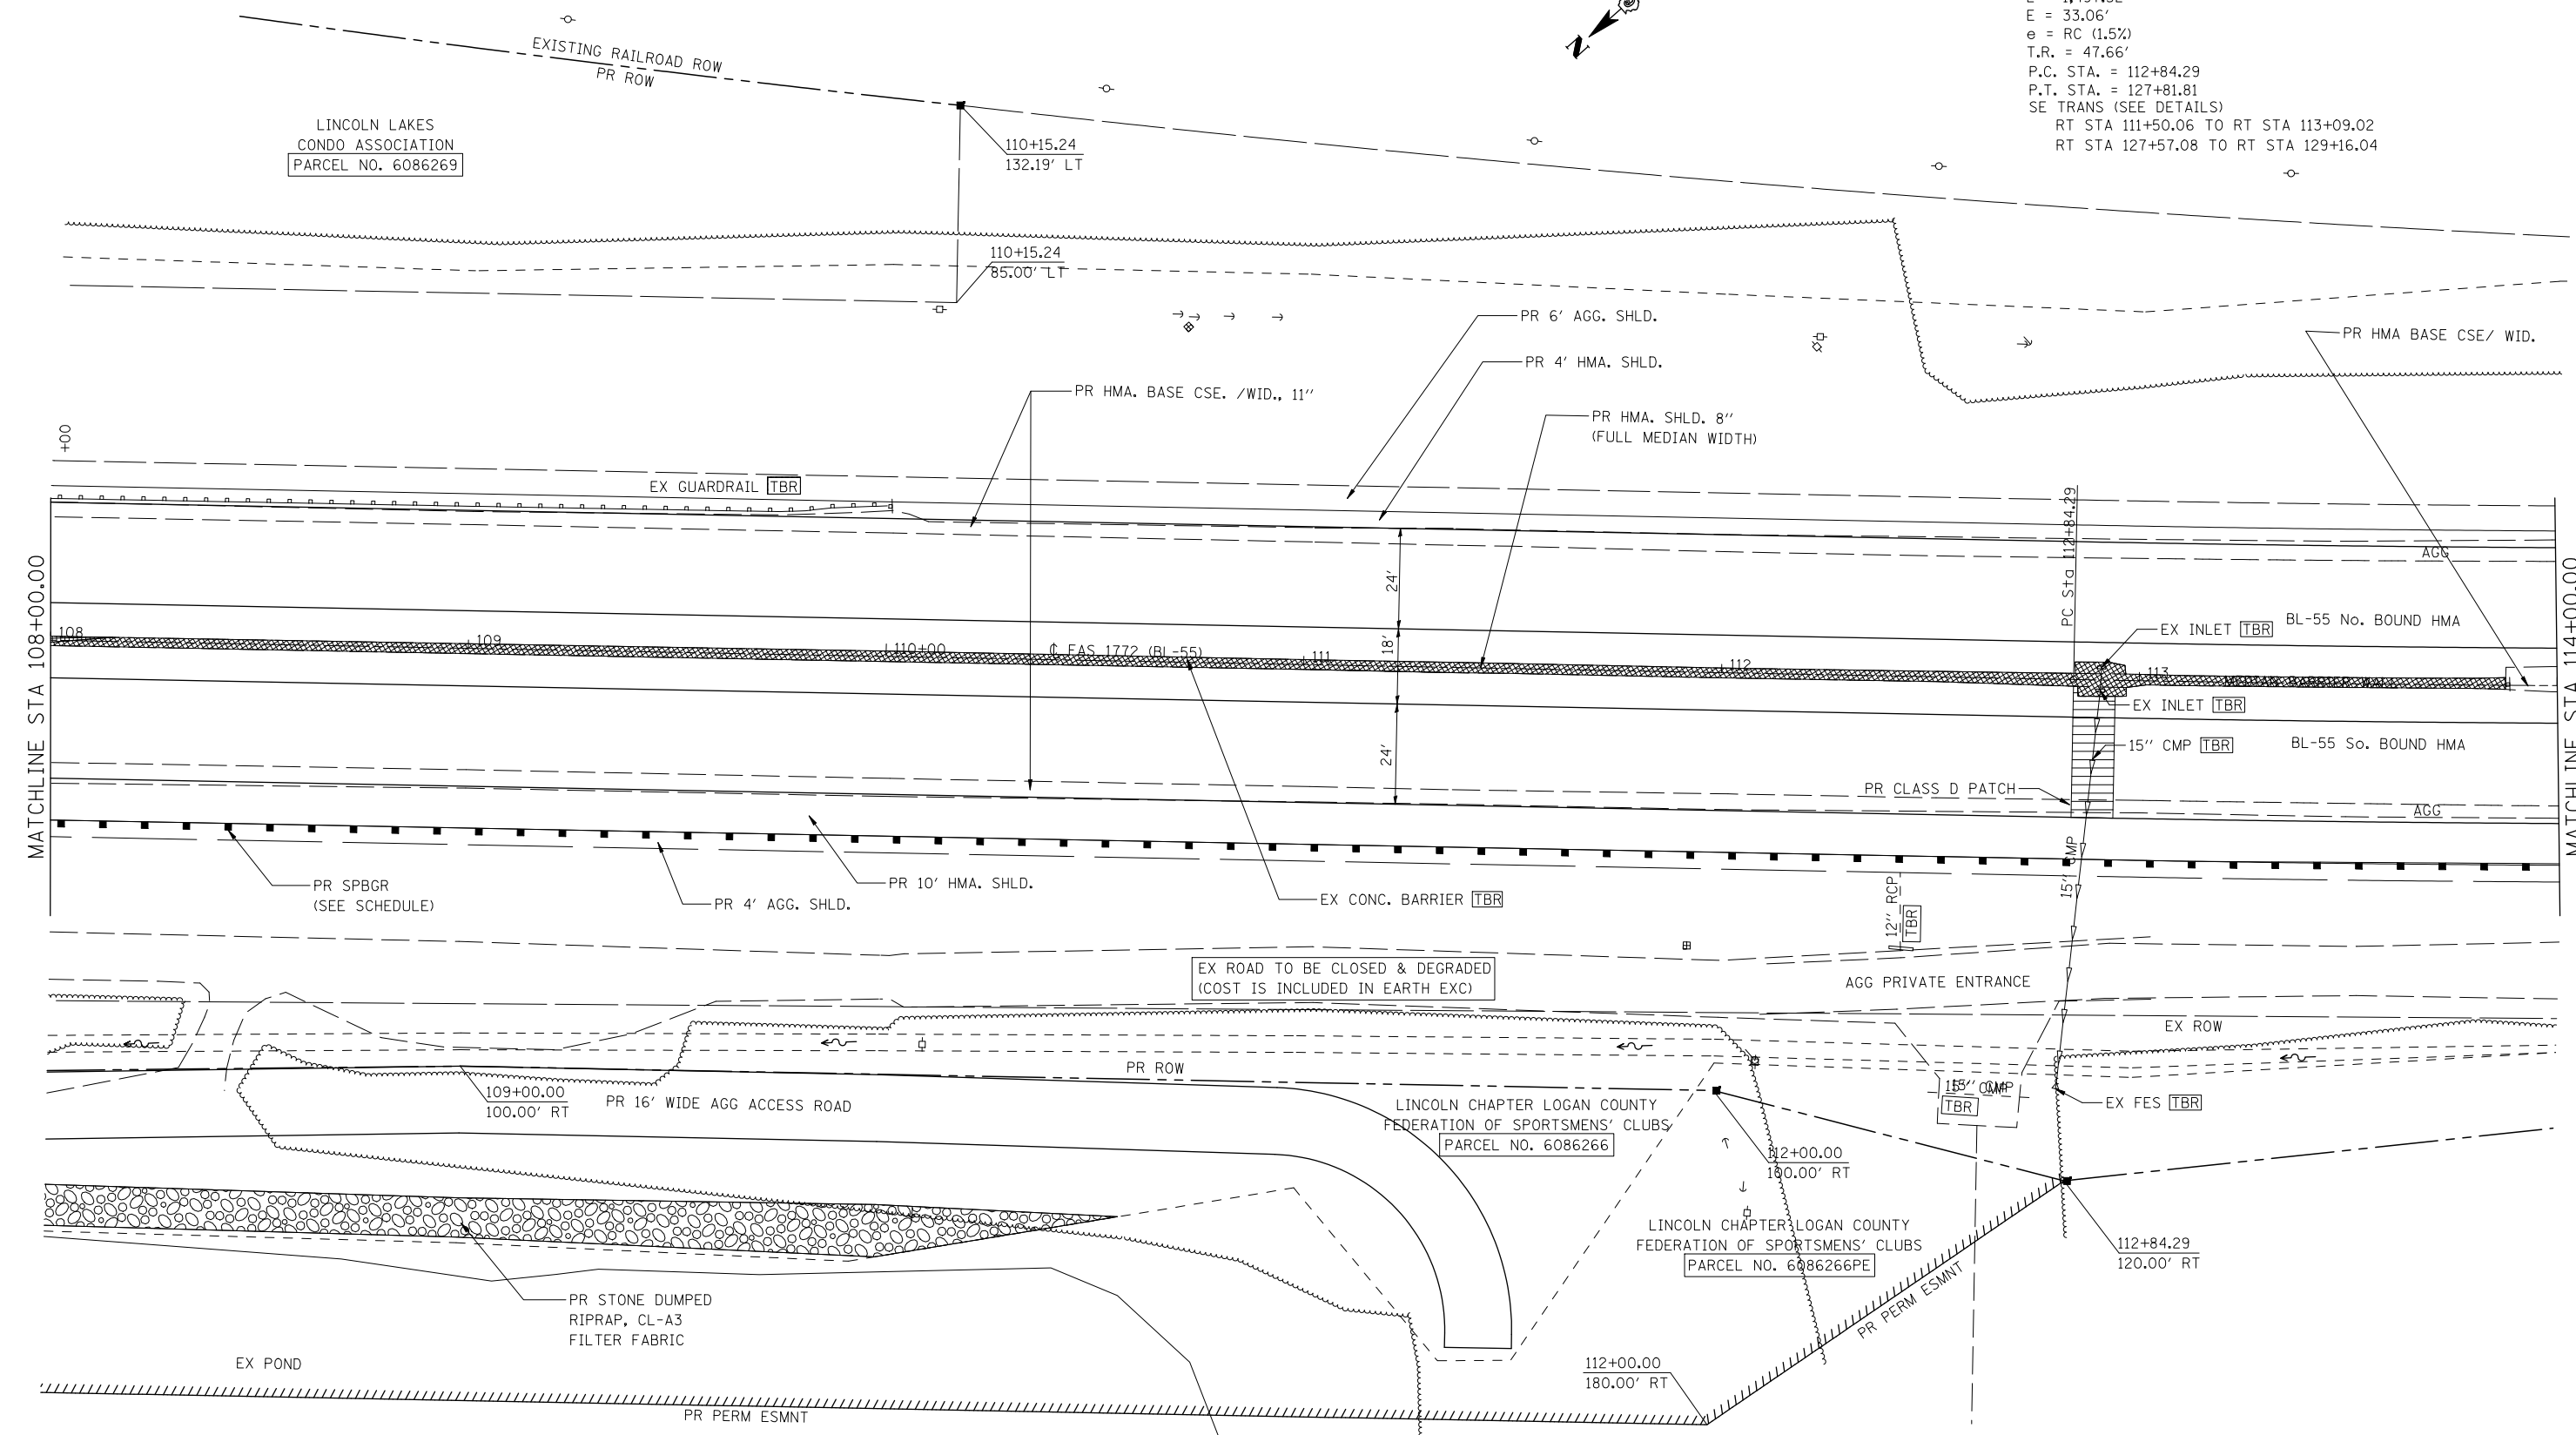 E = 33.06'
e = RC (1.5%)
T.R. = 47.66'
P.C. STA. = 112+84.29
P.T. STA. = 127+81.81
SE TRANS (SEE DETAILS)
RT STA 111+50.06 TO RT STA 113+09.02
RT STA 127+57.08 TO RT STA 129+16.04
N
EXISTING RAILROAD ROW
PR ROW
LINCOLN LAKES
CONDO ASSOCIATION
PARCEL NO. 6086269
110+15.24
132.19' LT
110+15.24
85.00' LT
PR 6' AGG. SHLD.
PR 4' HMA. SHLD.
PR HMA BASE CSE/ WID.
PR HMA. BASE CSE. /WID., 11''
PR HMA. SHLD. 8''
(FULL MEDIAN WIDTH)
+00
EX GUARDRAIL TBR
PC Sta 112+84.29
AGG
24'
MATCHLINE STA 108+00.00
MATCHLINE STA 114+00.00
BL-55 No. BOUND HMA
EX INLET TBR
108
109
110+00
℄ FAS 1772 (BL-55)
111
18'
112
113
MEDIAN BARRIER WALL
EX INLET TBR
15'' CMP TBR
BL-55 So. BOUND HMA
24'
PR CLASS D PATCH
AGG
15'' CMP
PR SPBGR
(SEE SCHEDULE)
PR 4' AGG. SHLD.
PR 10' HMA. SHLD.
EX CONC. BARRIER TBR
12'' RCP
TBR
EX ROAD TO BE CLOSED & DEGRADED
(COST IS INCLUDED IN EARTH EXC)
AGG PRIVATE ENTRANCE
EX ROW
PR ROW
109+00.00
100.00' RT
PR 16' WIDE AGG ACCESS ROAD
LINCOLN CHAPTER LOGAN COUNTY
FEDERATION OF SPORTSMENS' CLUBS
PARCEL NO. 6086266
15'' CMP
TBR
EX FES TBR
112+00.00
100.00' RT
LINCOLN CHAPTER LOGAN COUNTY
FEDERATION OF SPORTSMENS' CLUBS
PARCEL NO. 6086266PE
112+84.29
120.00' RT
PR STONE DUMPED
RIPRAP, CL-A3
FILTER FABRIC
PR PERM ESMNT
EX POND
112+00.00
180.00' RT
PR PERM ESMNT